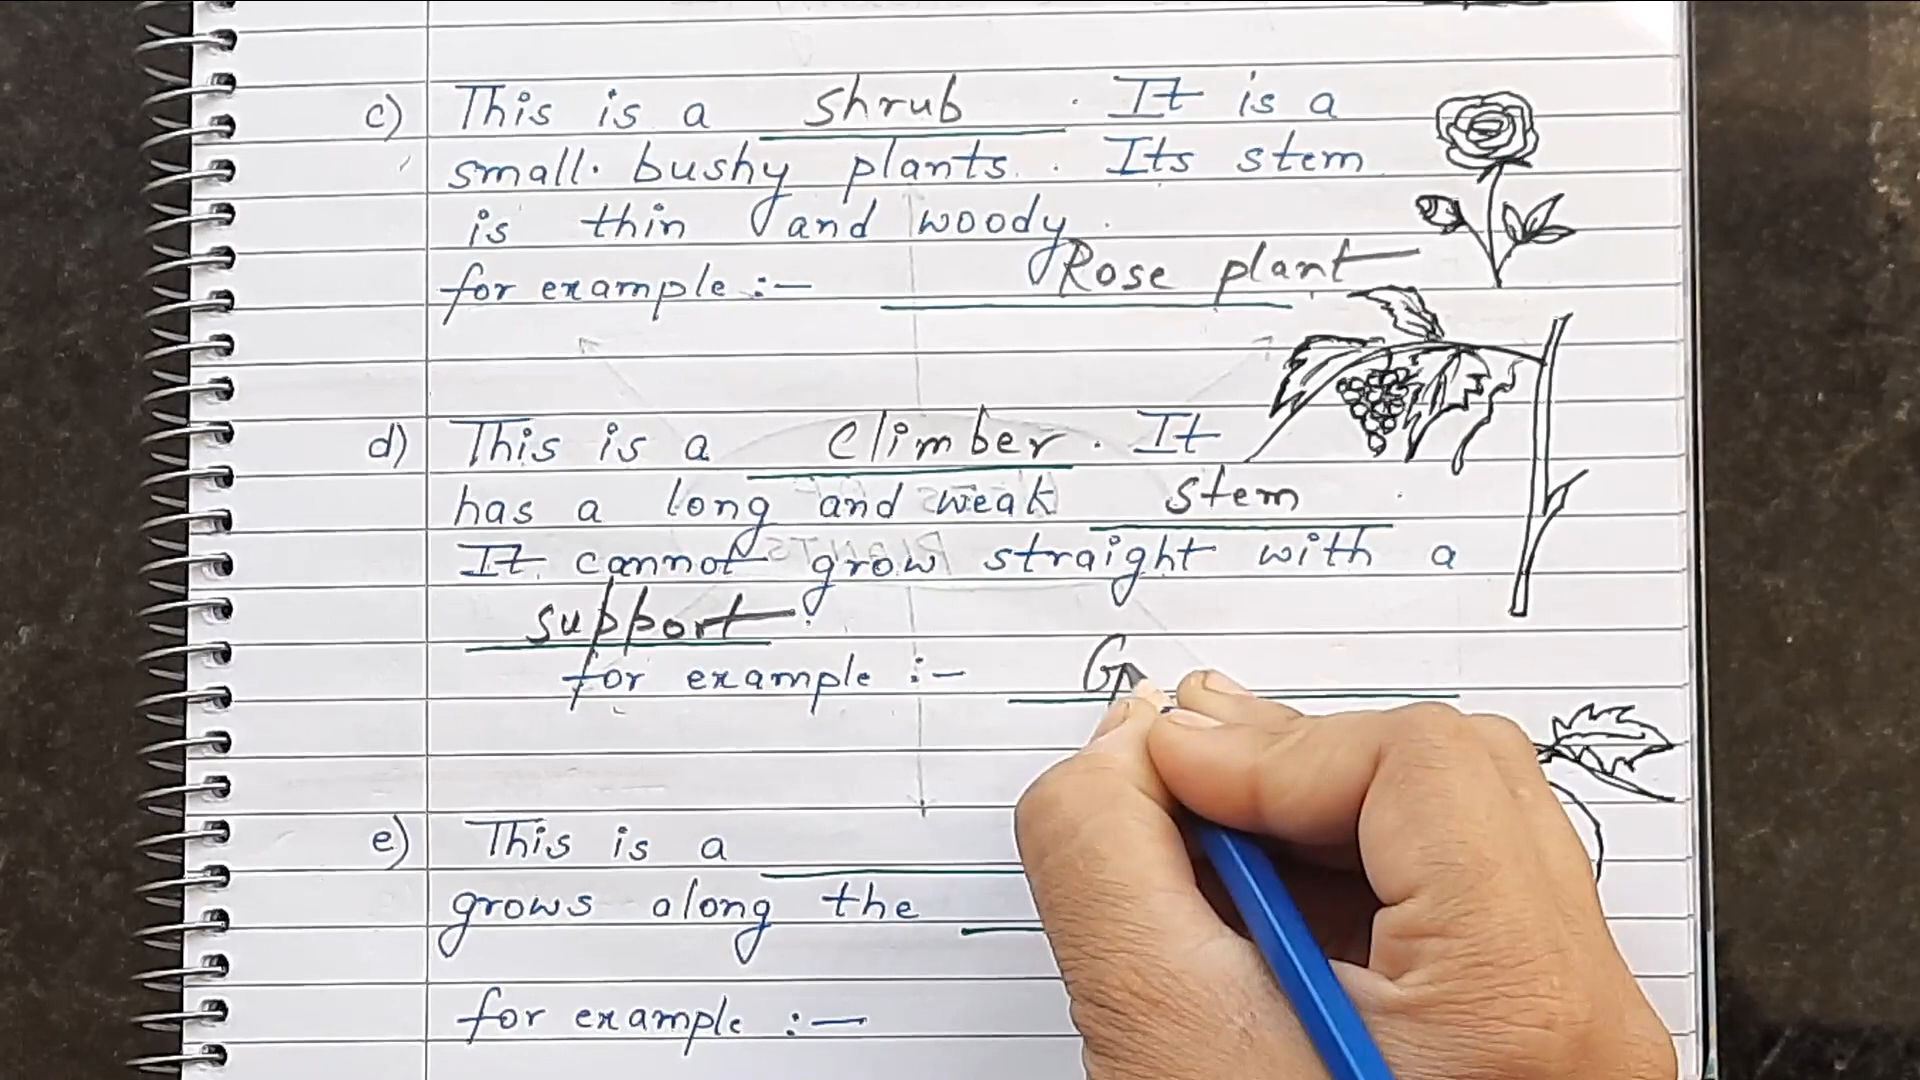 c) This is a Shrub . It is a
small. bushy plants . Its stem
is thin and woody.
for example :- Rose plant
d) This is a Climber . It
has a long and weak stem .
It cannot grow straight with a
support .
for example :- Gr
e) This is a
grows along the
for example :-